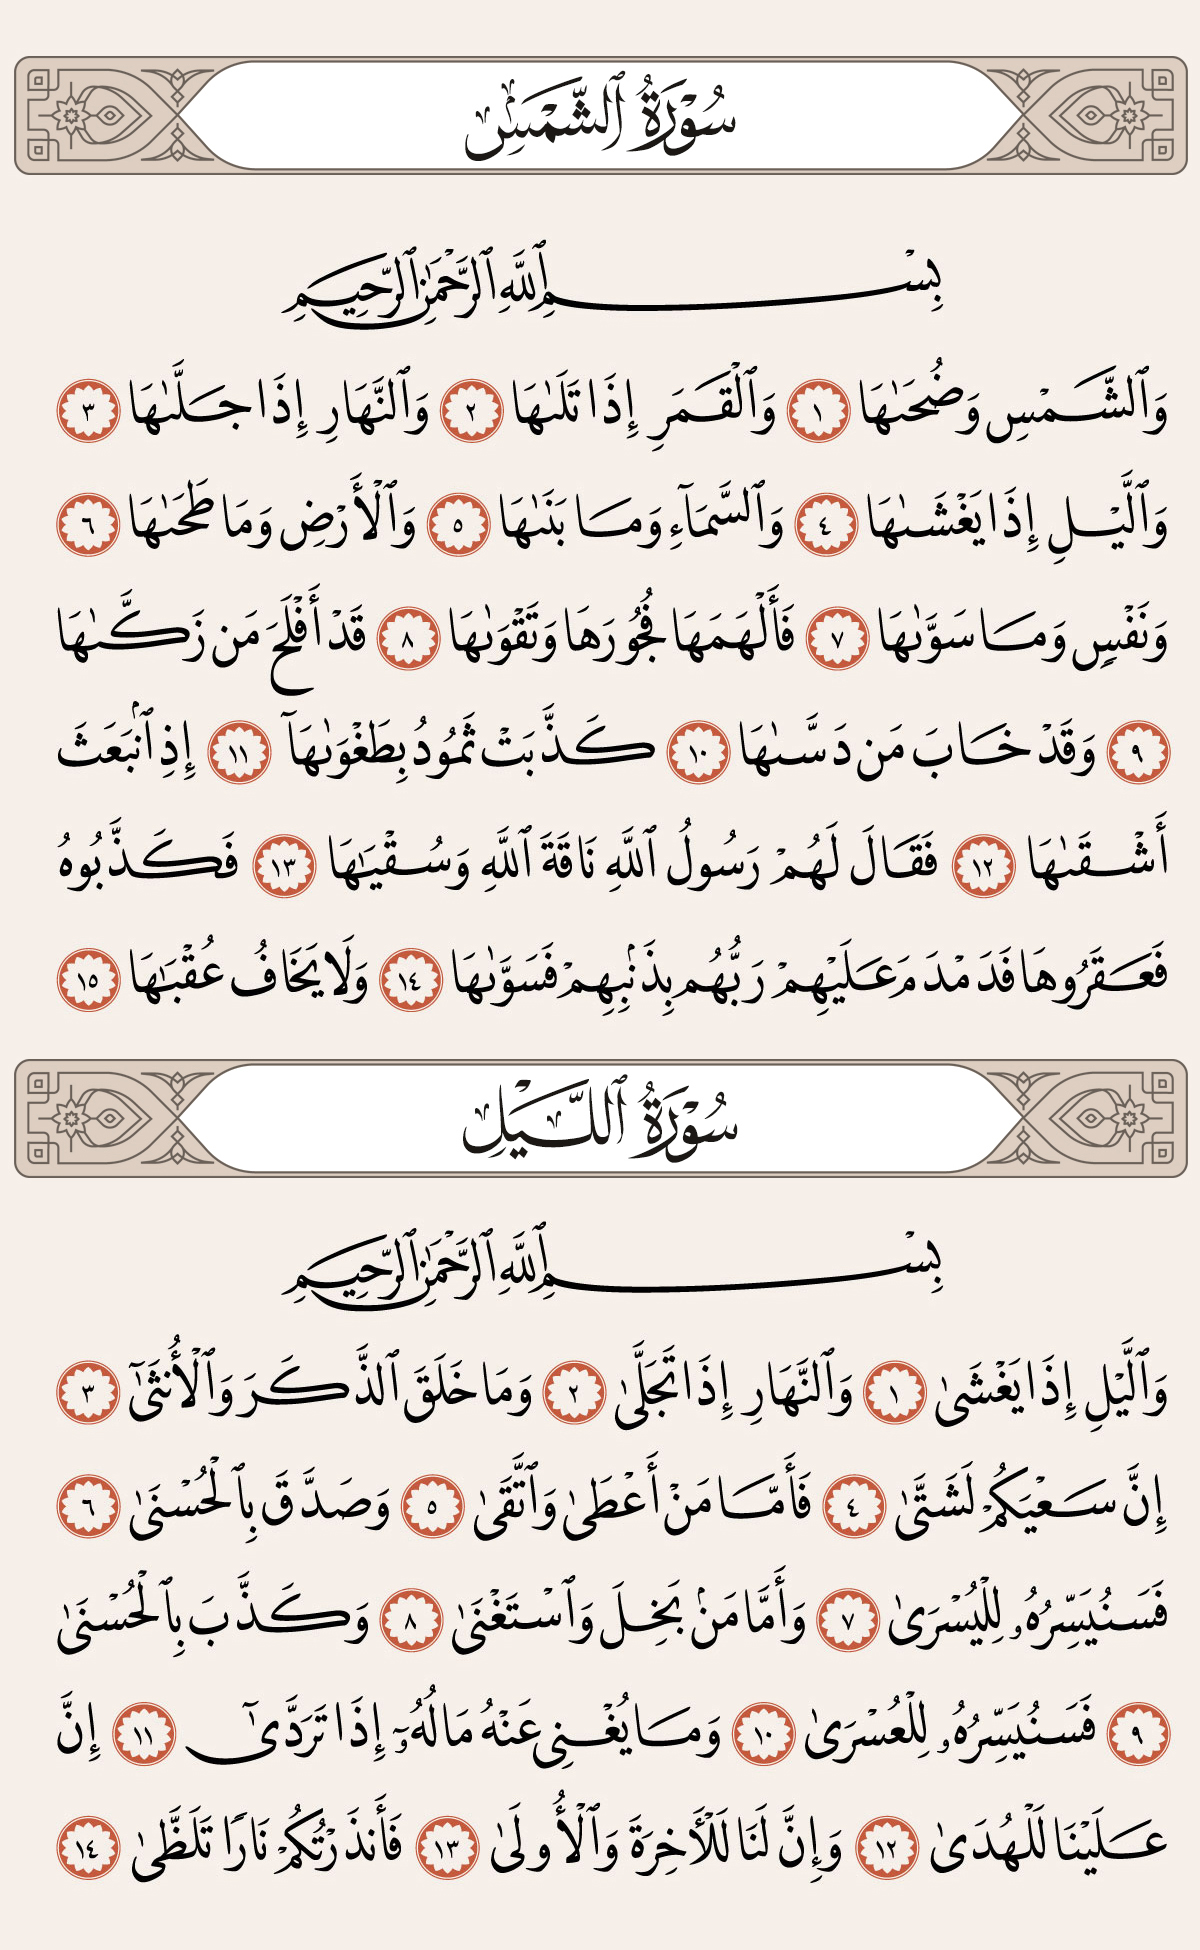 سُورَةُ ٱلشَّمۡسِ
بِسۡمِ ٱللَّهِ ٱلرَّحۡمَٰنِ ٱلرَّحِيمِ
وَٱلشَّمۡسِ وَضُحَىٰهَا ١ وَٱلۡقَمَرِ إِذَا تَلَىٰهَا ٢ وَٱلنَّهَارِ إِذَا جَلَّىٰهَا ٣
وَٱلَّيۡلِ إِذَا يَغۡشَىٰهَا ٤ وَٱلسَّمَآءِ وَمَا بَنَىٰهَا ٥ وَٱلۡأَرۡضِ وَمَا طَحَىٰهَا ٦
وَنَفۡسٖ وَمَا سَوَّىٰهَا ٧ فَأَلۡهَمَهَا فُجُورَهَا وَتَقۡوَىٰهَا ٨ قَدۡ أَفۡلَحَ مَن زَكَّىٰهَا
٩ وَقَدۡ خَابَ مَن دَسَّىٰهَا ١٠ كَذَّبَتۡ ثَمُودُ بِطَغۡوَىٰهَآ ١١ إِذِ ٱنۢبَعَثَ
أَشۡقَىٰهَا ١٢ فَقَالَ لَهُمۡ رَسُولُ ٱللَّهِ نَاقَةَ ٱللَّهِ وَسُقۡيَٰهَا ١٣ فَكَذَّبُوهُ
فَعَقَرُوهَا فَدَمۡدَمَ عَلَيۡهِمۡ رَبُّهُم بِذَنۢبِهِمۡ فَسَوَّىٰهَا ١٤ وَلَا يَخَافُ عُقۡبَٰهَا ١٥
سُورَةُ ٱللَّيۡلِ
بِسۡمِ ٱللَّهِ ٱلرَّحۡمَٰنِ ٱلرَّحِيمِ
وَٱلَّيۡلِ إِذَا يَغۡشَىٰ ١ وَٱلنَّهَارِ إِذَا تَجَلَّىٰ ٢ وَمَا خَلَقَ ٱلذَّكَرَ وَٱلۡأُنثَىٰٓ ٣
إِنَّ سَعۡيَكُمۡ لَشَتَّىٰ ٤ فَأَمَّا مَنۡ أَعۡطَىٰ وَٱتَّقَىٰ ٥ وَصَدَّقَ بِٱلۡحُسۡنَىٰ ٦
فَسَنُيَسِّرُهُۥ لِلۡيُسۡرَىٰ ٧ وَأَمَّا مَنۢ بَخِلَ وَٱسۡتَغۡنَىٰ ٨ وَكَذَّبَ بِٱلۡحُسۡنَىٰ
٩ فَسَنُيَسِّرُهُۥ لِلۡعُسۡرَىٰ ١٠ وَمَا يُغۡنِي عَنۡهُ مَالُهُۥٓ إِذَا تَرَدَّىٰٓ ١١ إِنَّ
عَلَيۡنَا لَلۡهُدَىٰ ١٢ وَإِنَّ لَنَا لَلۡأٓخِرَةَ وَٱلۡأُولَىٰ ١٣ فَأَنذَرۡتُكُمۡ نَارٗا تَلَظَّىٰ ١٤